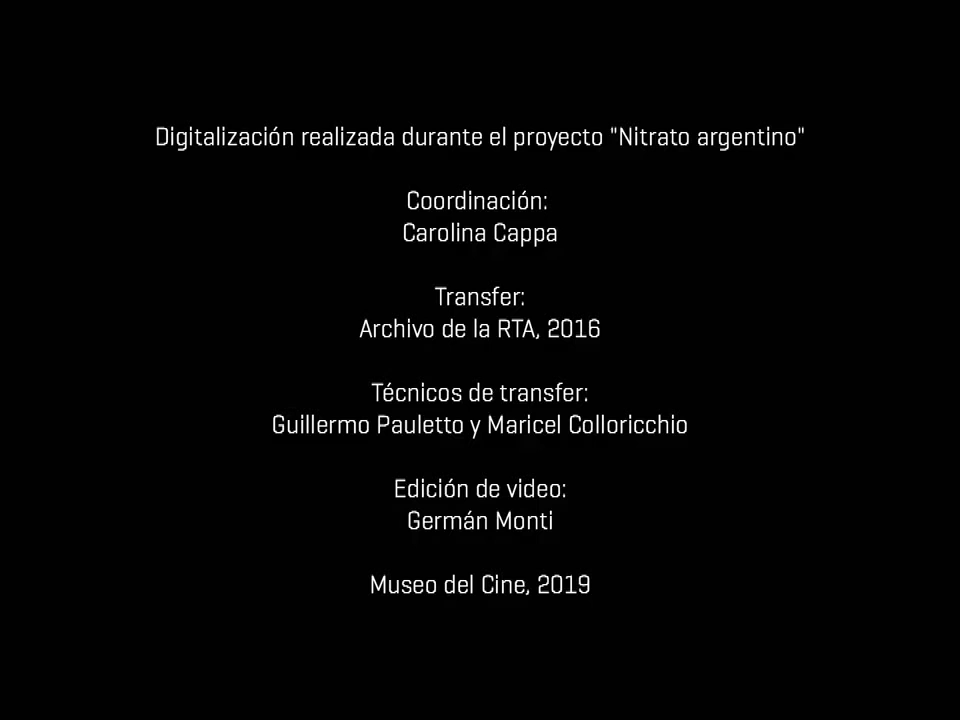 Digitalización realizada durante el proyecto "Nitrato argentino"
Coordinación:
Carolina Cappa
Transfer:
Archivo de la RTA, 2016
Técnicos de transfer:
Guillermo Pauletto y Maricel Colloricchio
Edición de video:
Germán Monti
Museo del Cine, 2019